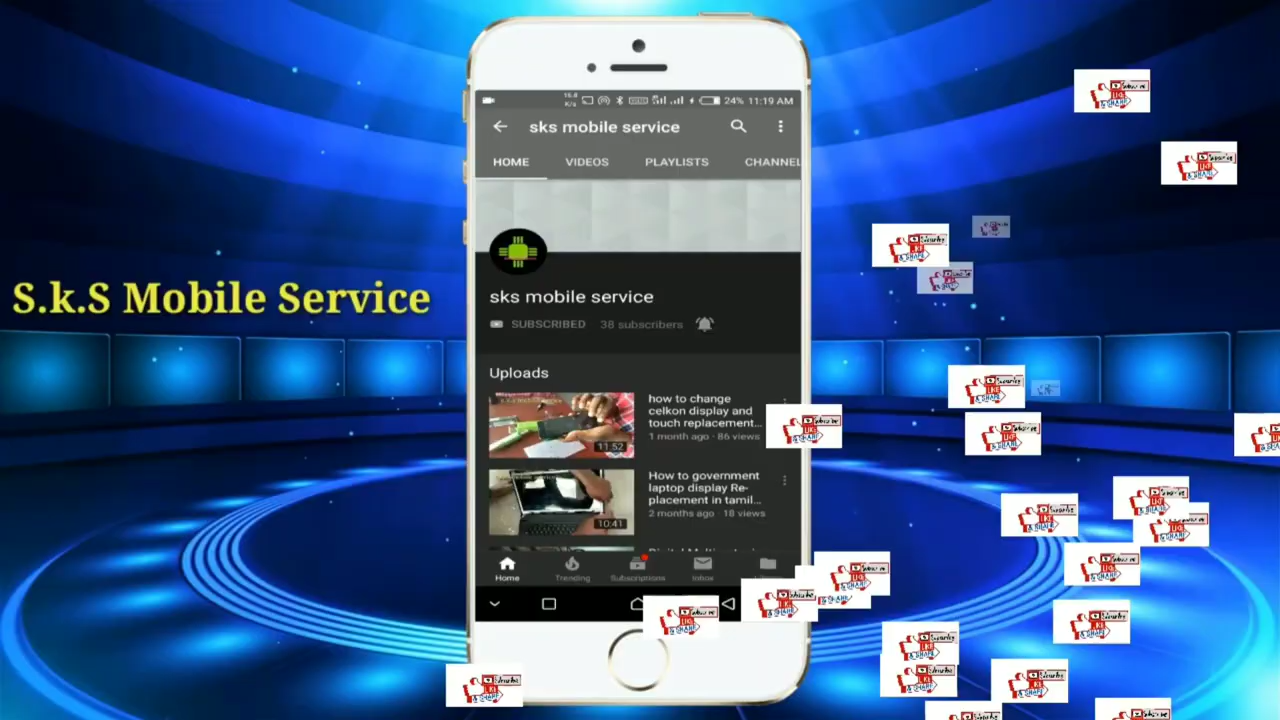 S.k.S Mobile Service
24% 11:19 AM
sks mobile service
HOME VIDEOS PLAYLISTS CHANNEL
sks mobile service
SUBSCRIBED 38 subscribers
Uploads
how to change
celkon display and
touch replacement...
1 month ago · 86 views
11:52
How to government
laptop display Re-
placement in tamil...
2 months ago · 18 views
10:41
Home Trending Subscriptions Inbox